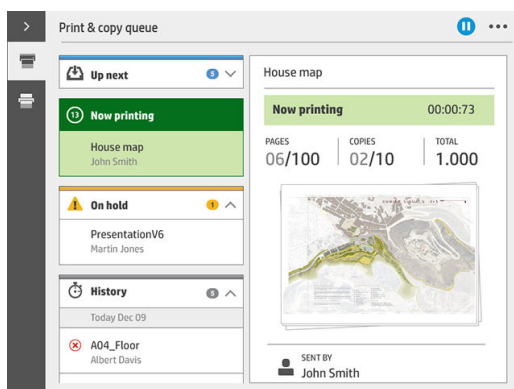 Print & copy queue
Up next
5
13
Now printing
House map
John Smith
On hold
1
PresentationV6
Martin Jones
History
5
Today Dec 09
A04_Floor
Albert Davis
House map
Now printing 00:00:73
PAGES COPIES TOTAL
06/100 02/10 1.000
SENT BY
John Smith